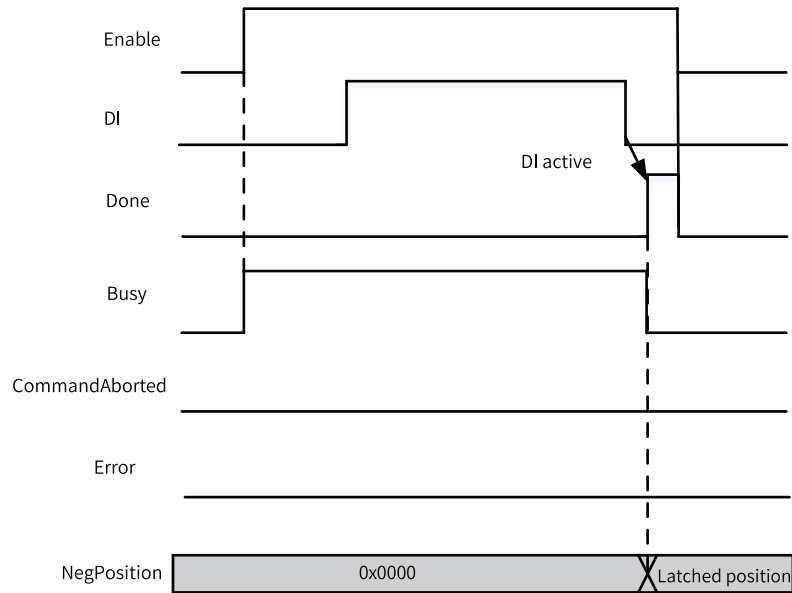 Enable
DI
DI active
Done
Busy
CommandAborted
Error
NegPosition 0x0000 Latched position